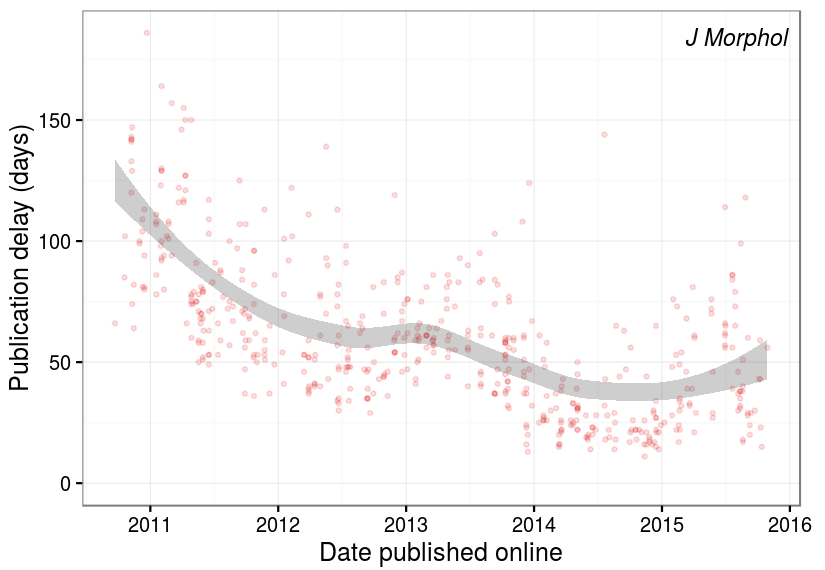 J Morphol
Publication delay (days)
150
100
50
0
2011 2012 2013 2014 2015 2016
Date published online